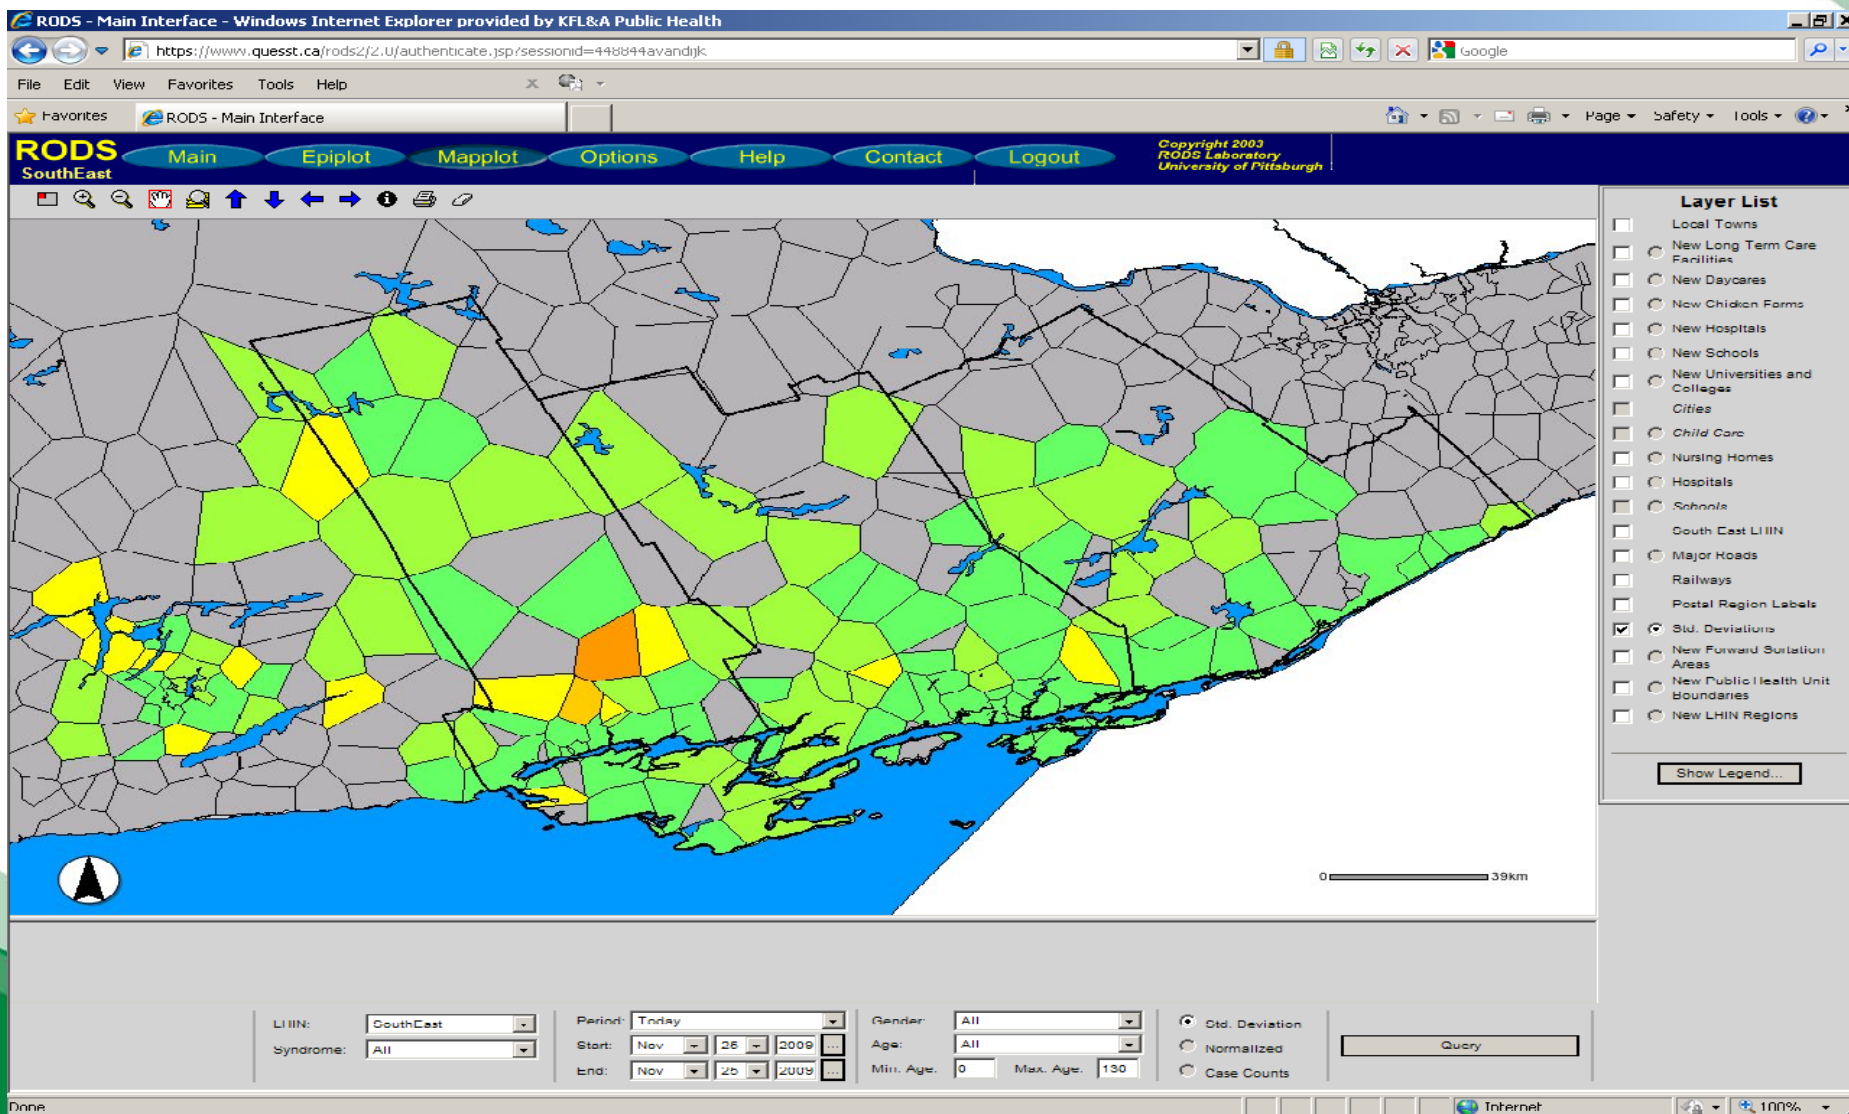 RODS - Main Interface - Windows Internet Explorer provided by KFL&A Public Health
https://www.quesst.ca/rods2/2.0/authenticate.jsp?sessionid=448844avandijk
Google
File Edit View Favorites Tools Help
Favorites RODS - Main Interface Page Safety Tools
RODS
SouthEast
Main Epiplot Mapplot Options Help Contact Logout
Copyright 2003
RODS Laboratory
University of Pittsburgh
Layer List
Local Towns
New Long Term Care
Facilities
New Daycares
New Chicken Farms
New Hospitals
New Schools
New Universities and
Colleges
Cities
Child Care
Nursing Homes
Hospitals
Schools
South East LHIN
Major Roads
Railways
Postal Region Labels
Std. Deviations
New Forward Sortation
Areas
New Public Health Unit
Boundaries
New LHIN Regions
Show Legend...
0 39km
LHIN: SouthEast
Syndrome: All
Period: Today
Start: Nov 26 2009 ...
End: Nov 26 2009 ...
Gender: All
Age: All
Min. Age. 0 Max. Age. 130
Std. Deviation
Normalized
Case Counts
Query
Done Internet 100%